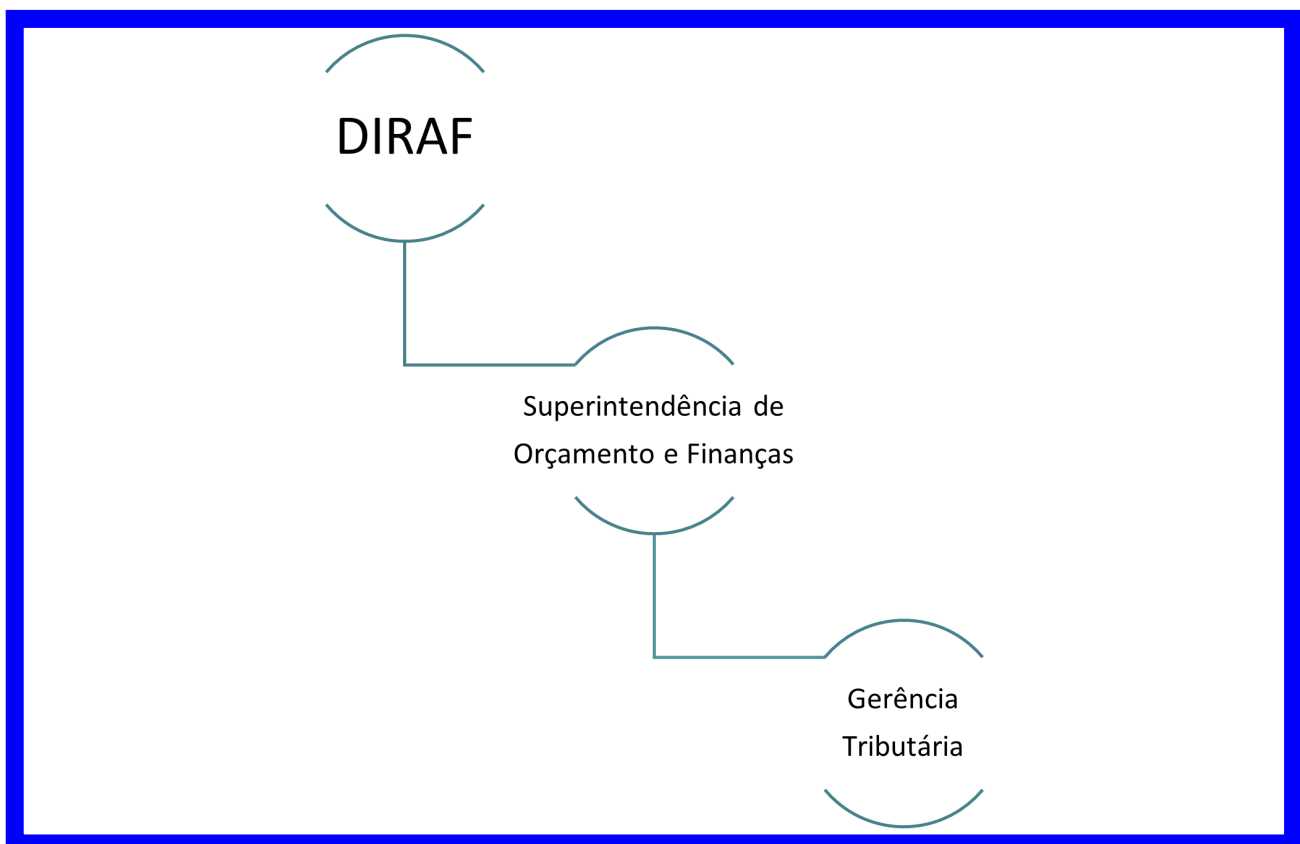 DIRAF
Superintendência de
Orçamento e Finanças
Gerência
Tributária